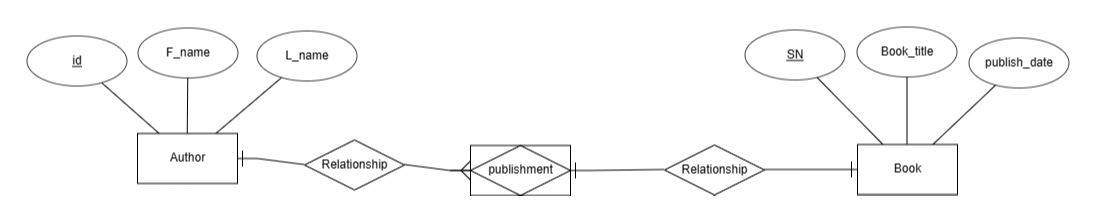 id
F_name
L_name
SN
Book_title
publish_date
Author
Relationship
publishment
Relationship
Book